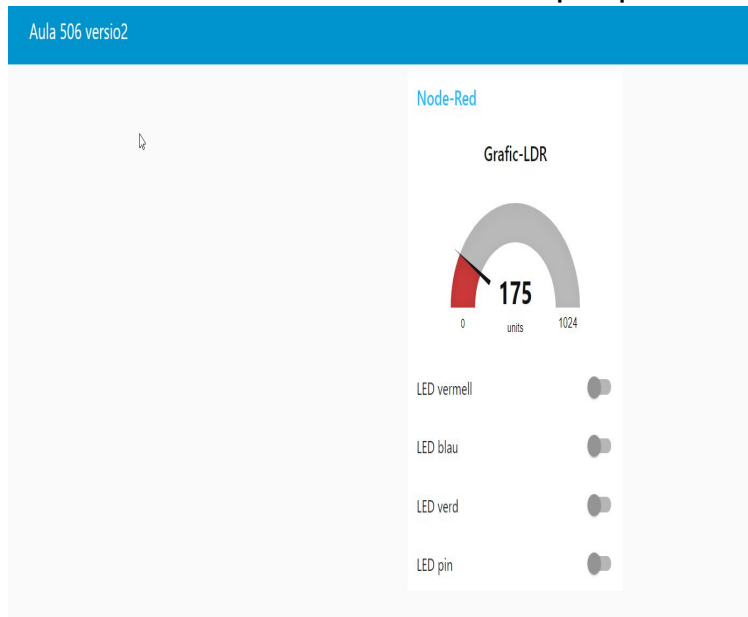 Aula 506 versio2
Node-Red
Grafic-LDR
175
0 units 1024
LED vermell
LED blau
LED verd
LED pin